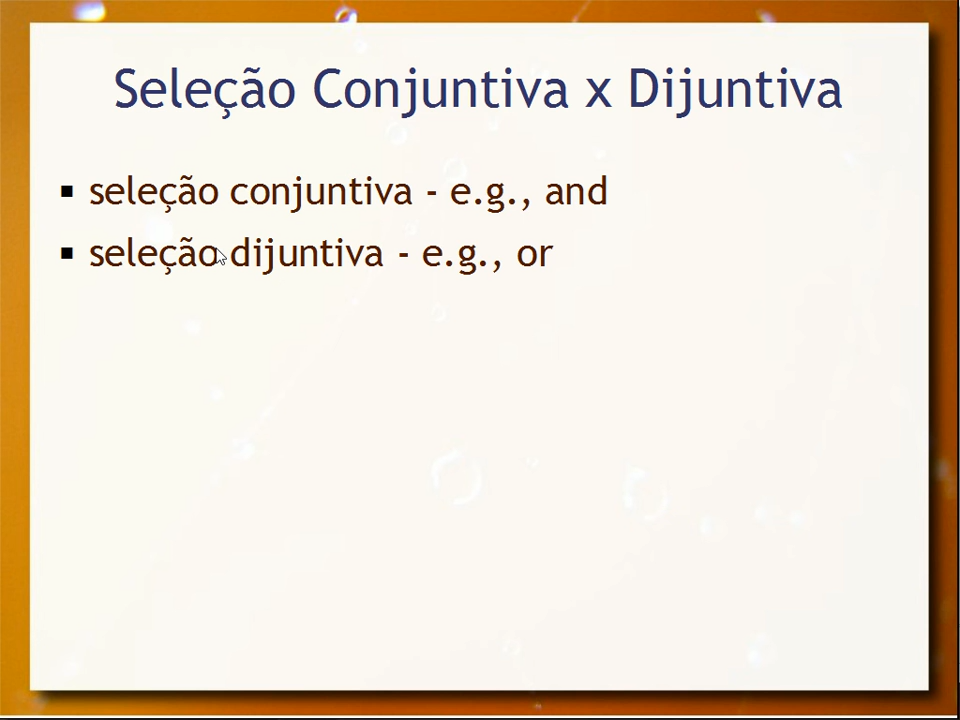 Seleção Conjuntiva x Dijuntiva
seleção conjuntiva - e.g., and
seleção dijuntiva - e.g., or